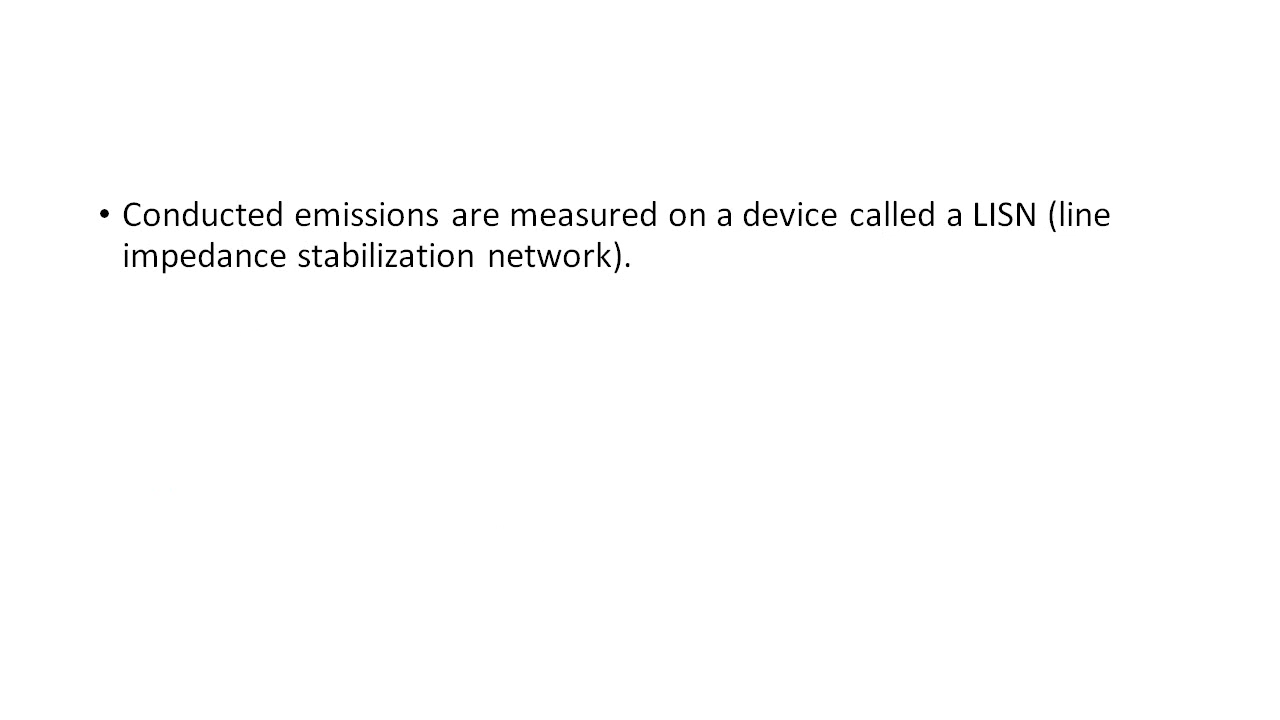 • Conducted emissions are measured on a device called a LISN (line
impedance stabilization network).